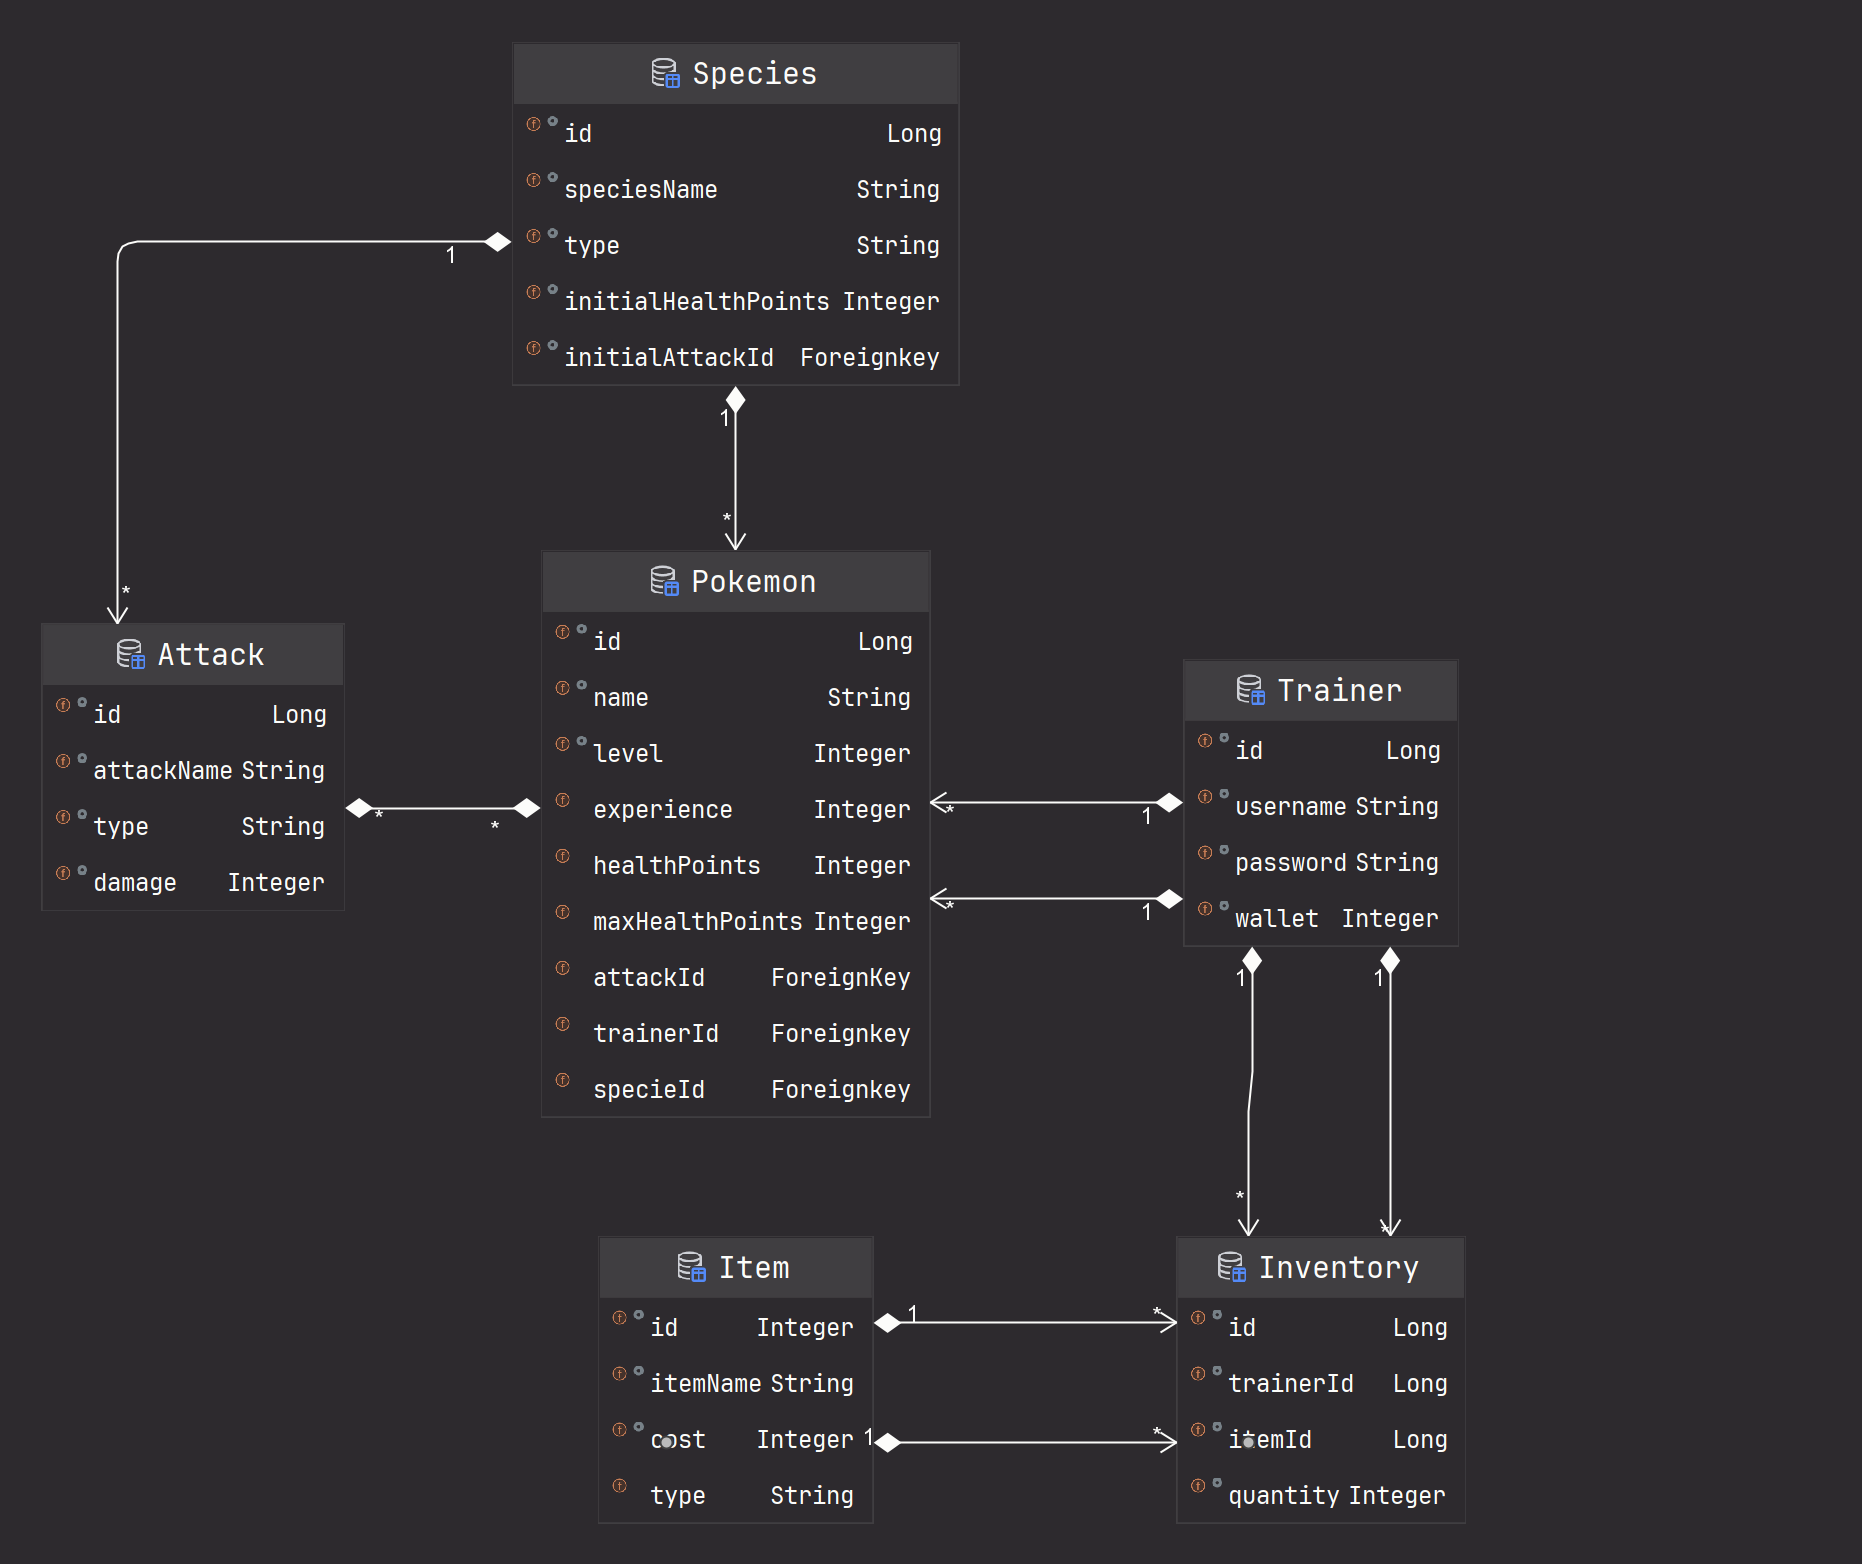 Species
id Long
speciesName String
type String
initialHealthPoints Integer
initialAttackId Foreignkey
1
*
1
*
Attack
id Long
attackName String
type String
damage Integer
*
*
Pokemon
id Long
name String
level Integer
experience Integer
healthPoints Integer
maxHealthPoints Integer
attackId ForeignKey
trainerId Foreignkey
specieId Foreignkey
*
1
*
1
Trainer
id Long
username String
password String
wallet Integer
1
1
*
*
Item
id Integer
itemName String
cost Integer
type String
1
*
1
*
Inventory
id Long
trainerId Long
itemId Long
quantity Integer